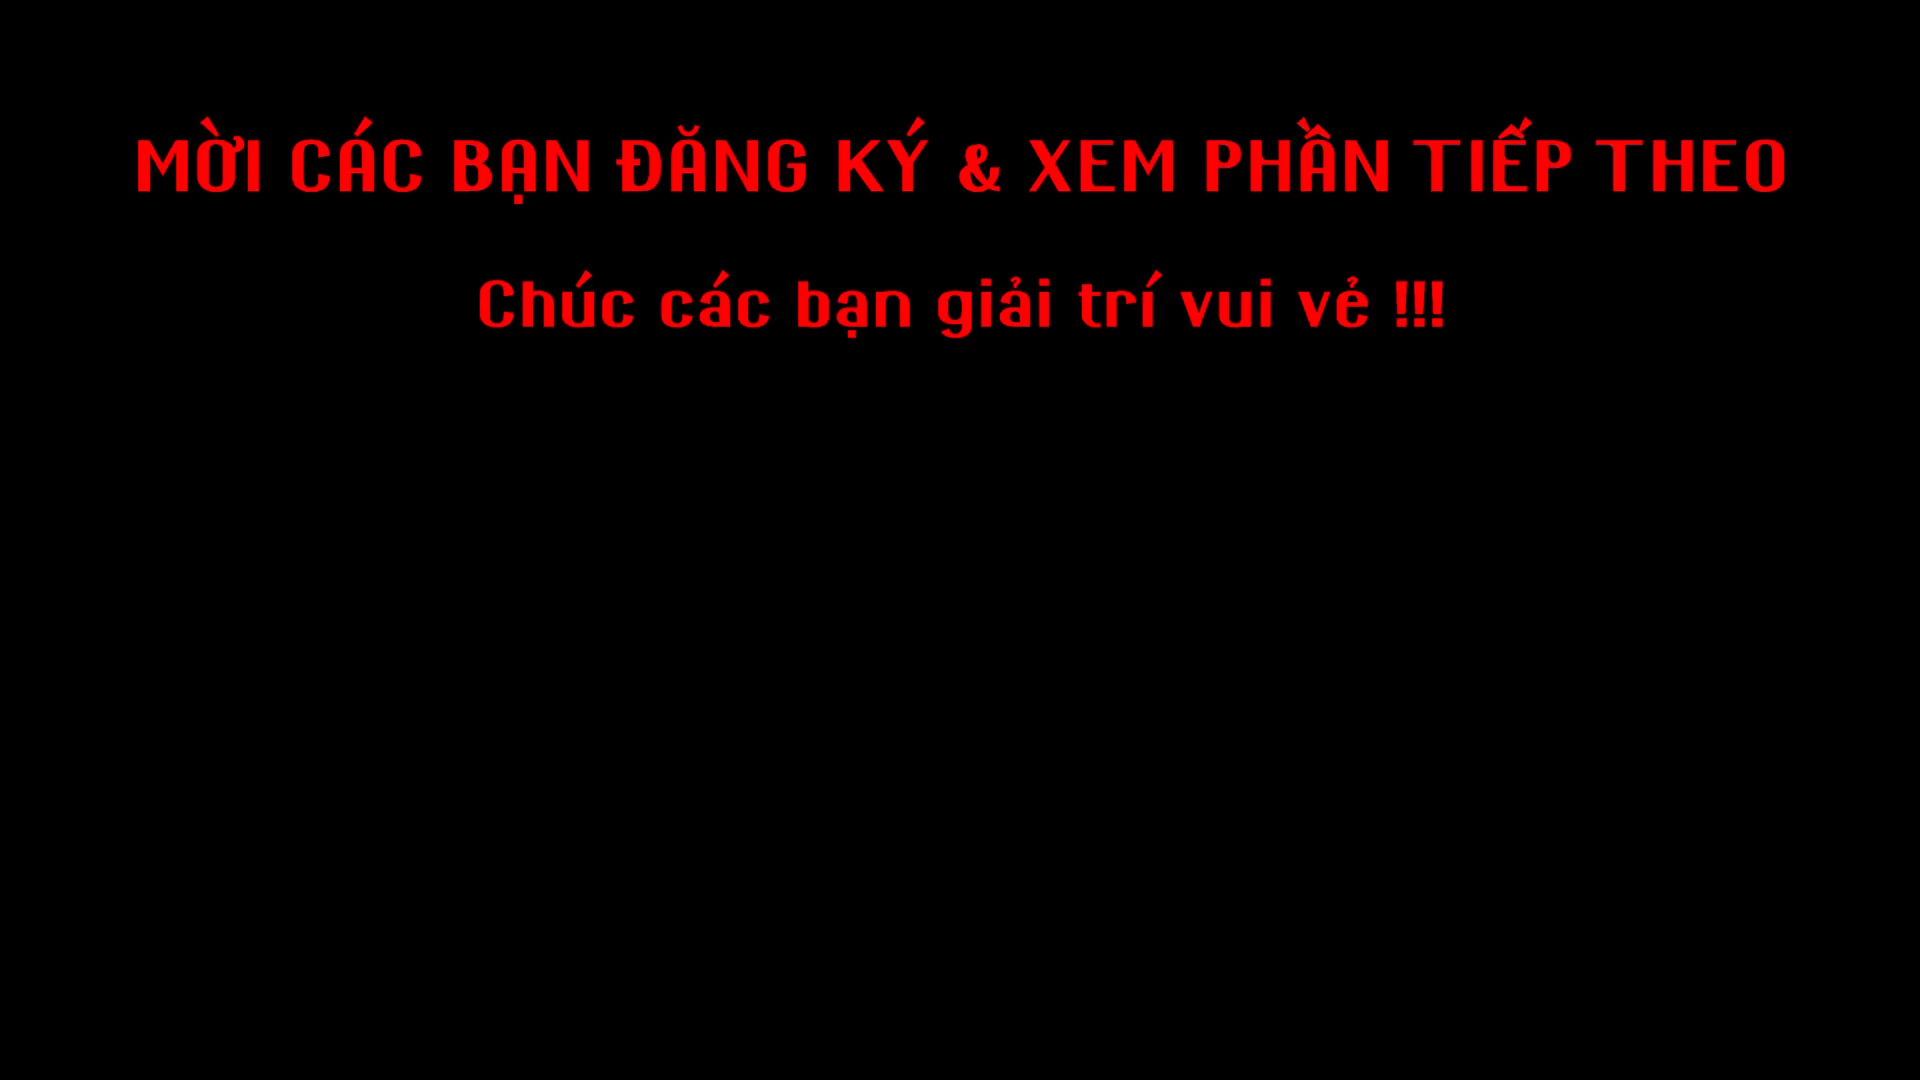 MỜI CÁC BẠN ĐĂNG KÝ & XEM PHẦN TIẾP THEO
Chúc các bạn giải trí vui vẻ !!!